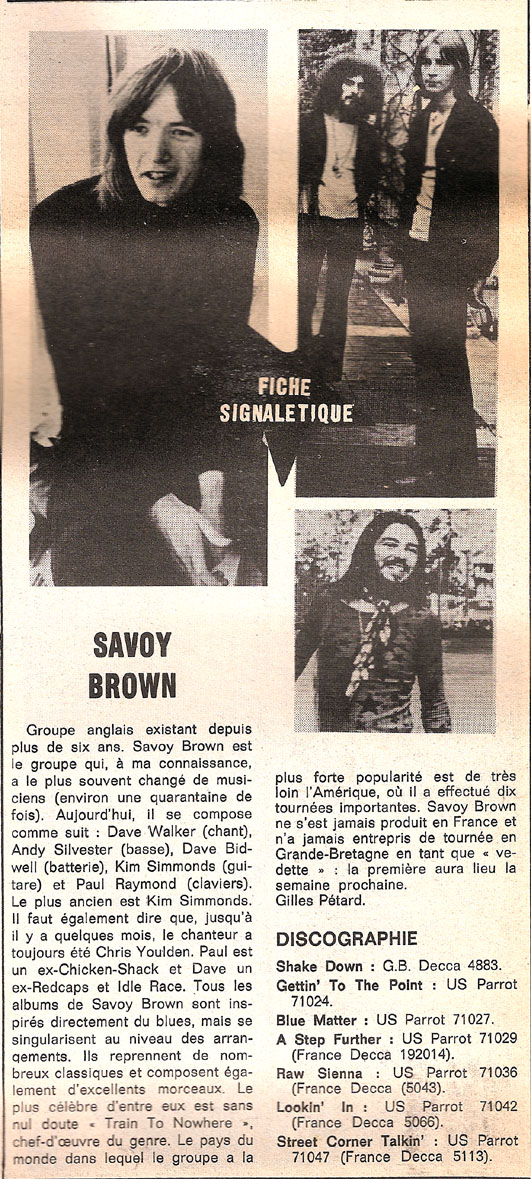 FICHE
SIGNALETIQUE
SAVOY
BROWN
Groupe anglais existant depuis
plus de six ans. Savoy Brown est
le groupe qui, à ma connaissance,
a le plus souvent changé de musi-
ciens (environ une quarantaine de
fois). Aujourd'hui, il se compose
comme suit : Dave Walker (chant),
Andy Silvester (basse), Dave Bid-
well (batterie), Kim Simmonds (gui-
tare) et Paul Raymond (claviers).
Le plus ancien est Kim Simmonds.
Il faut également dire que, jusqu'à
il y a quelques mois, le chanteur a
toujours été Chris Youlden. Paul est
un ex-Chicken-Shack et Dave un
ex-Redcaps et Idle Race. Tous les
albums de Savoy Brown sont ins-
pirés directement du blues, mais se
singularisent au niveau des arran-
gements. Ils reprennent de nom-
breux classiques et composent éga-
lement d'excellents morceaux. Le
plus célèbre d'entre eux est sans
nul doute « Train To Nowhere »,
chef-d'œuvre du genre. Le pays du
monde dans lequel le groupe a la
plus forte popularité est de très
loin l'Amérique, où il a effectué dix
tournées importantes. Savoy Brown
ne s'est jamais produit en France et
n'a jamais entrepris de tournée en
Grande-Bretagne en tant que « ve-
dette » : la première aura lieu la
semaine prochaine.
Gilles Pétard.
DISCOGRAPHIE
Shake Down : G.B. Decca 4883.
Gettin' To The Point : US Parrot
71024.
Blue Matter : US Parrot 71027.
A Step Further : US Parrot 71029
(France Decca 192014).
Raw Sienna : US Parrot 71036
(France Decca (5043).
Lookin' In : US Parrot 71042
(France Decca 5066).
Street Corner Talkin' : US Parrot
71047 (France Decca 5113).